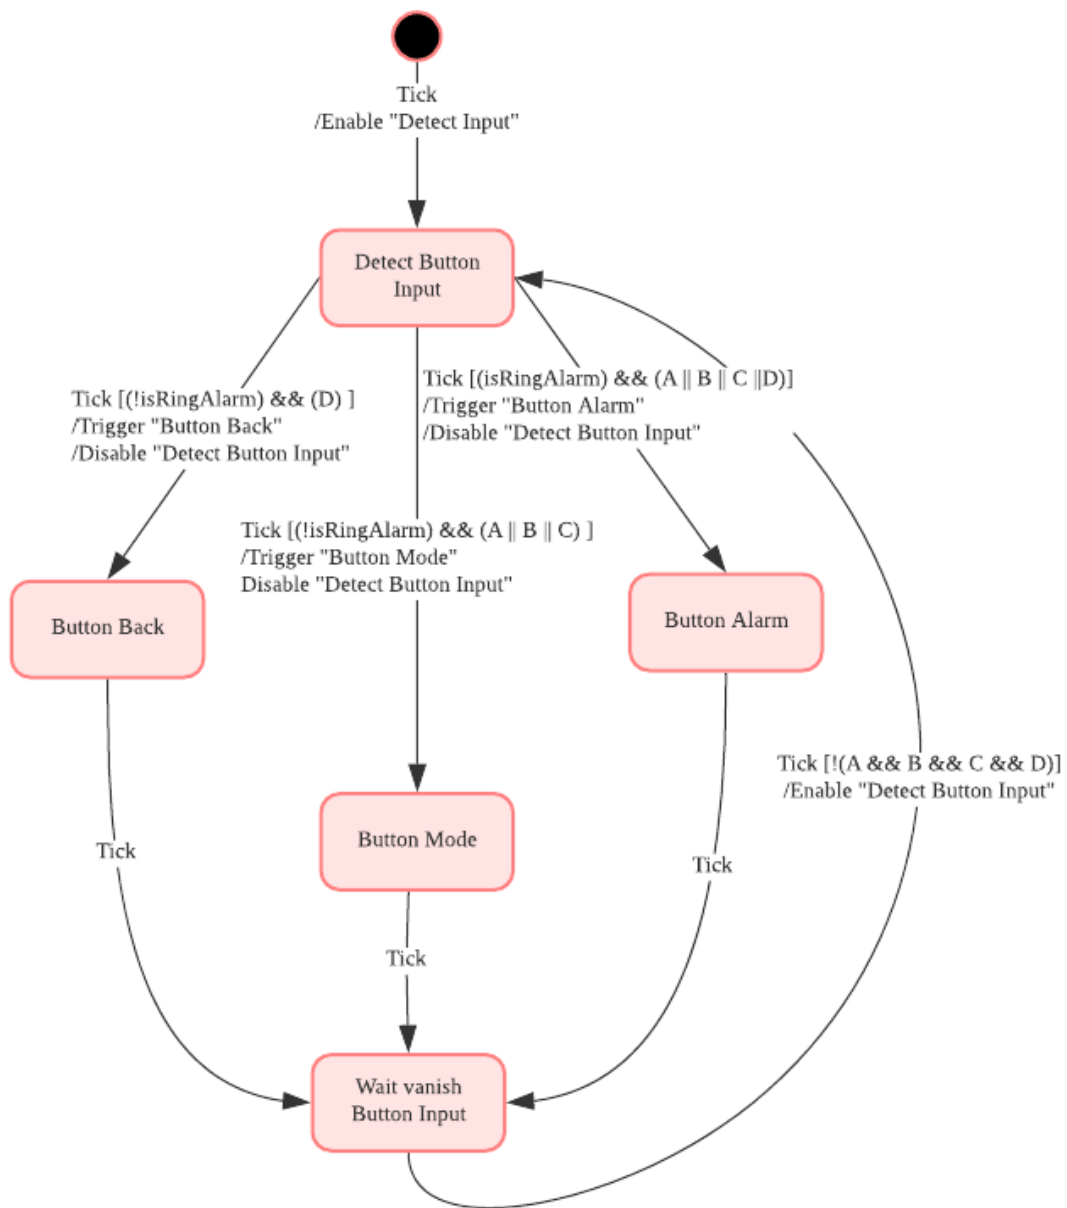 Tick
/Enable "Detect Input"
Detect Button
Input
Tick [(isRingAlarm) && (A || B || C ||D)]
/Trigger "Button Alarm"
/Disable "Detect Button Input"
Tick [(!isRingAlarm) && (D) ]
/Trigger "Button Back"
/Disable "Detect Button Input"
Tick [(!isRingAlarm) && (A || B || C) ]
/Trigger "Button Mode"
Disable "Detect Button Input"
Button Back
Button Alarm
Tick [!(A && B && C && D)]
/Enable "Detect Button Input"
Button Mode
Tick
Tick
Tick
Wait vanish
Button Input